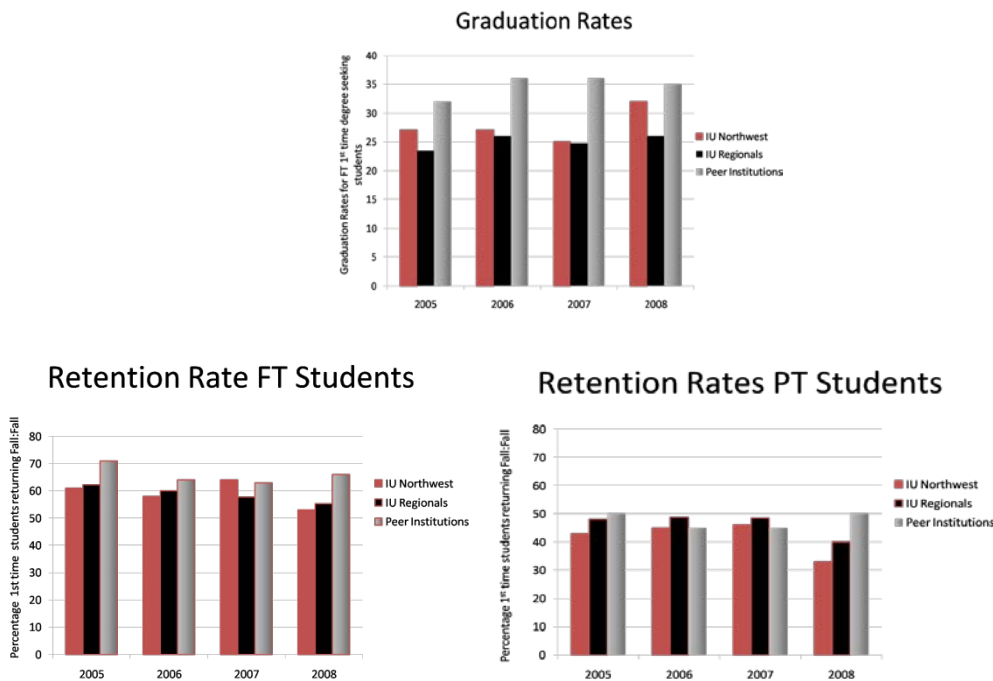 Graduation Rates
Graduation Rates for FT 1st time degree seeking
students
40
35
30
25
20
15
10
5
0
2005 2006 2007 2008
IU Northwest
IU Regionals
Peer Institutions
Retention Rate FT Students
Percentage 1st time students returning Fall:Fall
80
70
60
50
40
30
20
10
0
2005 2006 2007 2008
IU Northwest
IU Regionals
Peer Institutions
Retention Rates PT Students
Percentage 1st time students returning Fall:Fall
80
70
60
50
40
30
20
10
0
2005 2006 2007 2008
IU Northwest
IU Regionals
Peer Institutions